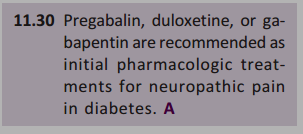 11.30 Pregabalin, duloxetine, or ga-
bapentin are recommended as
initial pharmacologic treat-
ments for neuropathic pain
in diabetes. A